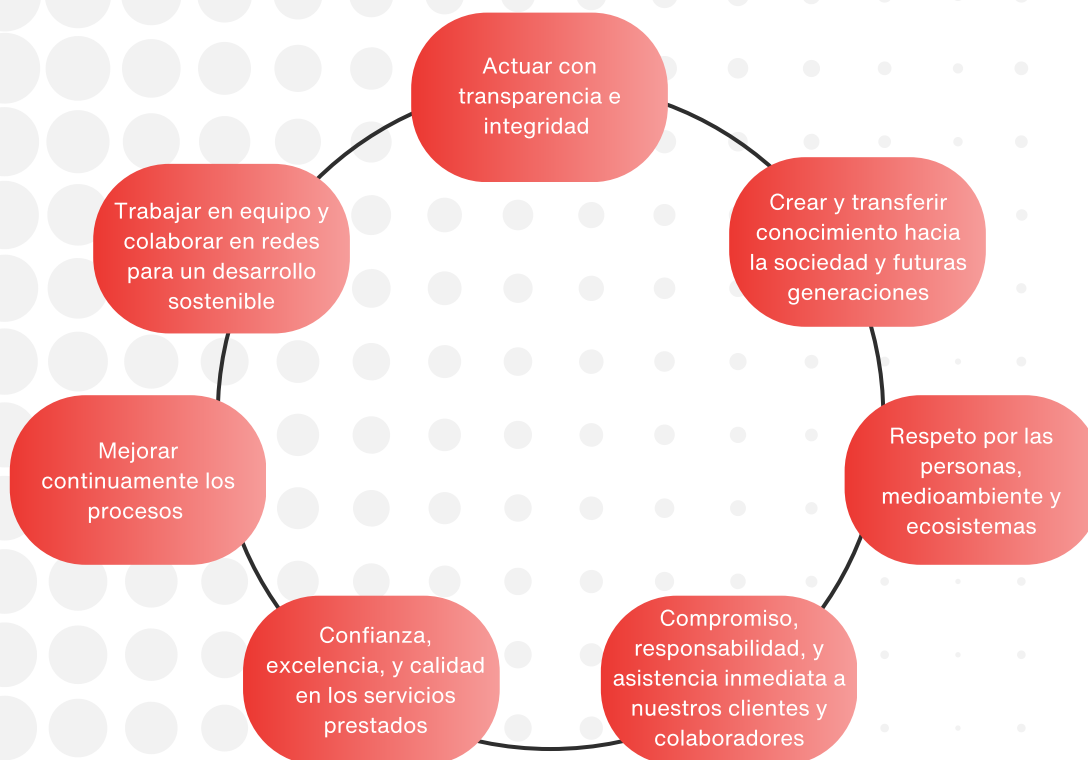 Actuar con
transparencia e
integridad
Crear y transferir
conocimiento hacia
la sociedad y futuras
generaciones
Respeto por las
personas,
medioambiente y
ecosistemas
Compromiso,
responsabilidad, y
asistencia inmediata a
nuestros clientes y
colaboradores
Confianza,
excelencia, y calidad
en los servicios
prestados
Mejorar
continuamente los
procesos
Trabajar en equipo y
colaborar en redes
para un desarrollo
sostenible